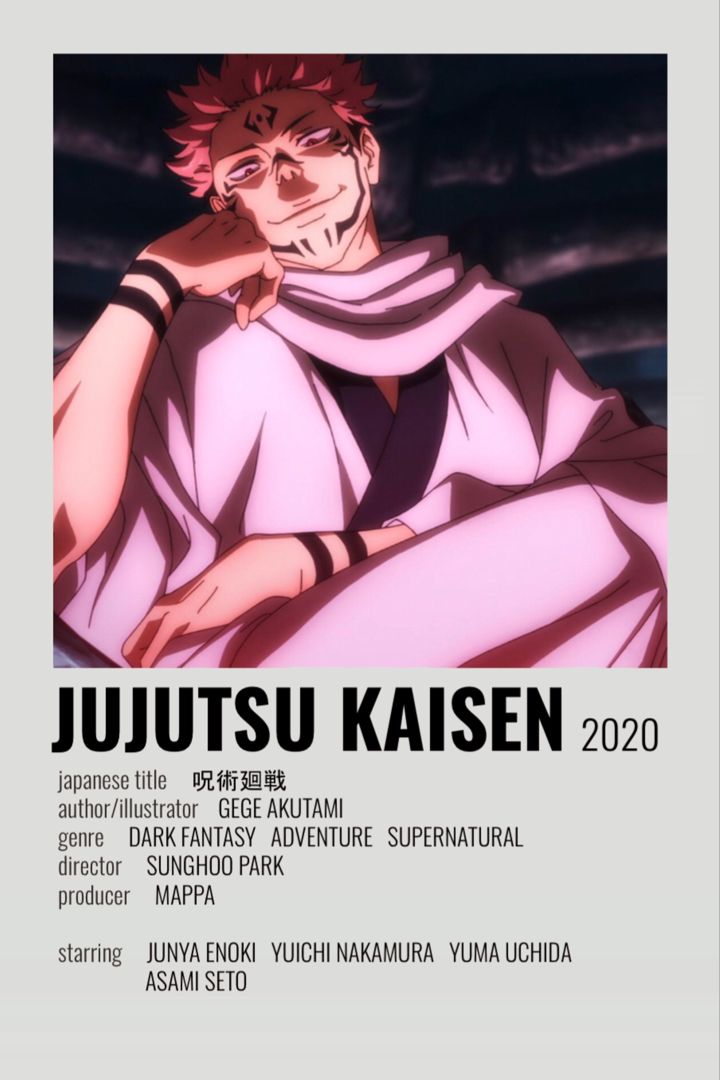 JUJUTSU KAISEN 2020
japanese title 呪術廻戦
author/illustrator GEGE AKUTAMI
genre DARK FANTASY ADVENTURE SUPERNATURAL
director SUNGHOO PARK
producer MAPPA
starring JUNYA ENOKI YUICHI NAKAMURA YUMA UCHIDA
ASAMI SETO